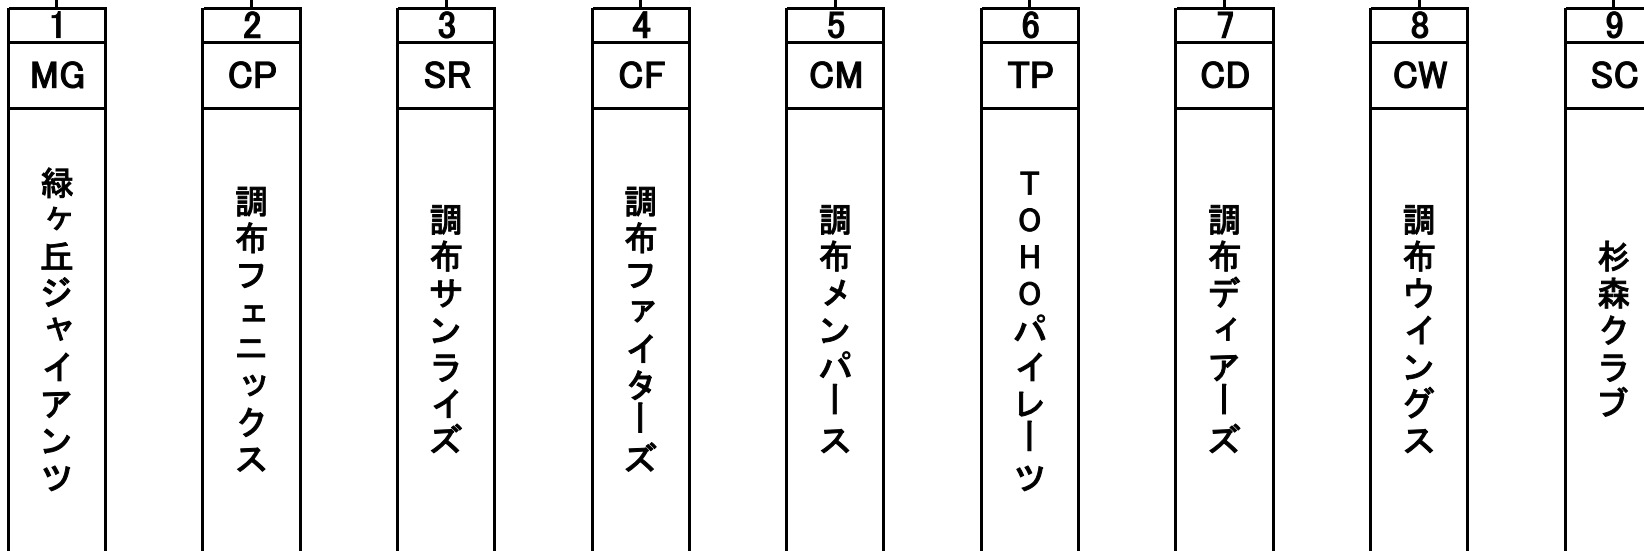 1
MG
緑ヶ丘ジャイアンツ
2
CP
調布フェニックス
3
SR
調布サンライズ
4
CF
調布ファイターズ
5
CM
調布メンパース
6
TP
TOHOパイレーツ
7
CD
調布ディアーズ
8
CW
調布ウイングス
9
SC
杉森クラブ